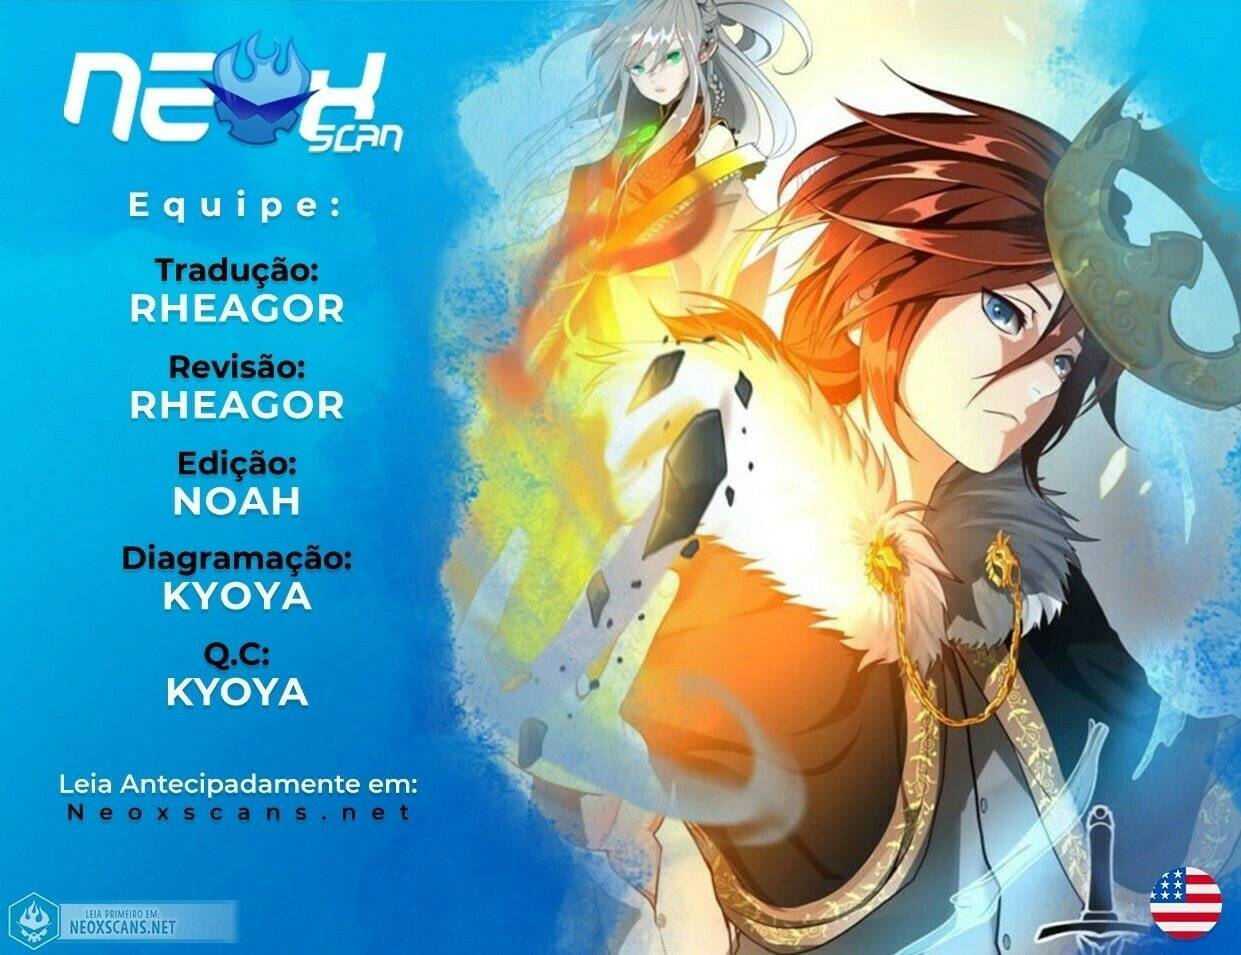 NEOX
SCAN
Equipe:
Tradução:
RHEAGOR
Revisão:
RHEAGOR
Edição:
NOAH
Diagramação:
KYOYA
Q.C:
KYOYA
Leia Antecipadamente em:
Neoxscans.net
LEIA PRIMEIRO EM:
NEOXSCANS.NET